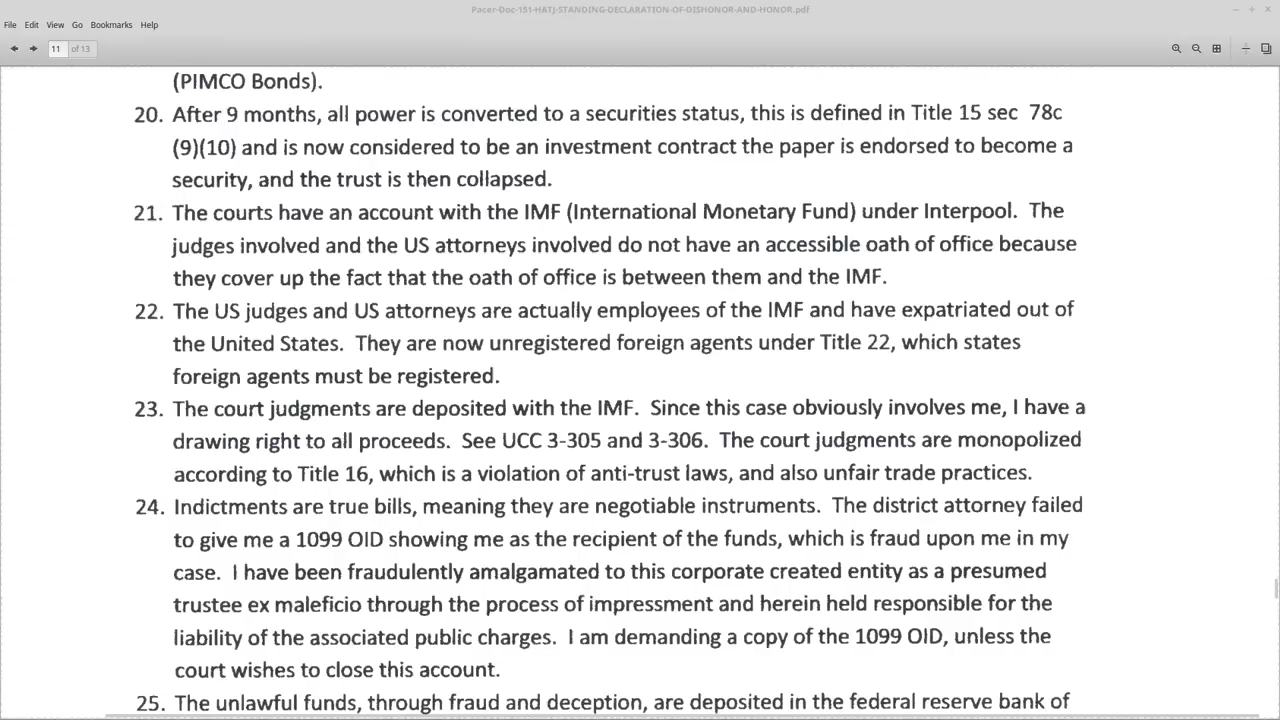 Pacer-Doc-151-HATJ-STANDING-DECLARATION-OF-DISHONOR-AND-HONOR.pdf
File Edit View Go Bookmarks Help
11 of 13
(PIMCO Bonds).
20. After 9 months, all power is converted to a securities status, this is defined in Title 15 sec 78c
(9)(10) and is now considered to be an investment contract the paper is endorsed to become a
security, and the trust is then collapsed.
21. The courts have an account with the IMF (International Monetary Fund) under Interpol. The
judges involved and the US attorneys involved do not have an accessible oath of office because
they cover up the fact that the oath of office is between them and the IMF.
22. The US judges and US attorneys are actually employees of the IMF and have expatriated out of
the United States. They are now unregistered foreign agents under Title 22, which states
foreign agents must be registered.
23. The court judgments are deposited with the IMF. Since this case obviously involves me, I have a
drawing right to all proceeds. See UCC 3-305 and 3-306. The court judgments are monopolized
according to Title 16, which is a violation of anti-trust laws, and also unfair trade practices.
24. Indictments are true bills, meaning they are negotiable instruments. The district attorney failed
to give me a 1099 OID showing me as the recipient of the funds, which is fraud upon me in my
case. I have been fraudulently amalgamated to this corporate created entity as a presumed
trustee ex maleficio through the process of impressment and herein held responsible for the
liability of the associated public charges. I am demanding a copy of the 1099 OID, unless the
court wishes to close this account.
25. The unlawful funds, through fraud and deception, are deposited in the federal reserve bank of